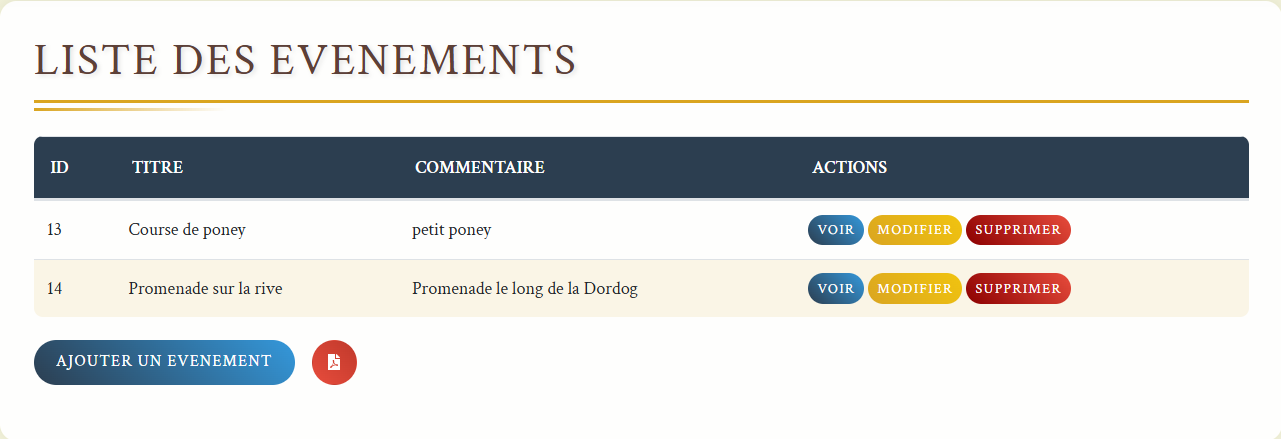 LISTE DES EVENEMENTS
ID TITRE COMMENTAIRE ACTIONS
13 Course de poney petit poney VOIR MODIFIER SUPPRIMER
14 Promenade sur la rive Promenade le long de la Dordog VOIR MODIFIER SUPPRIMER
AJOUTER UN EVENEMENT